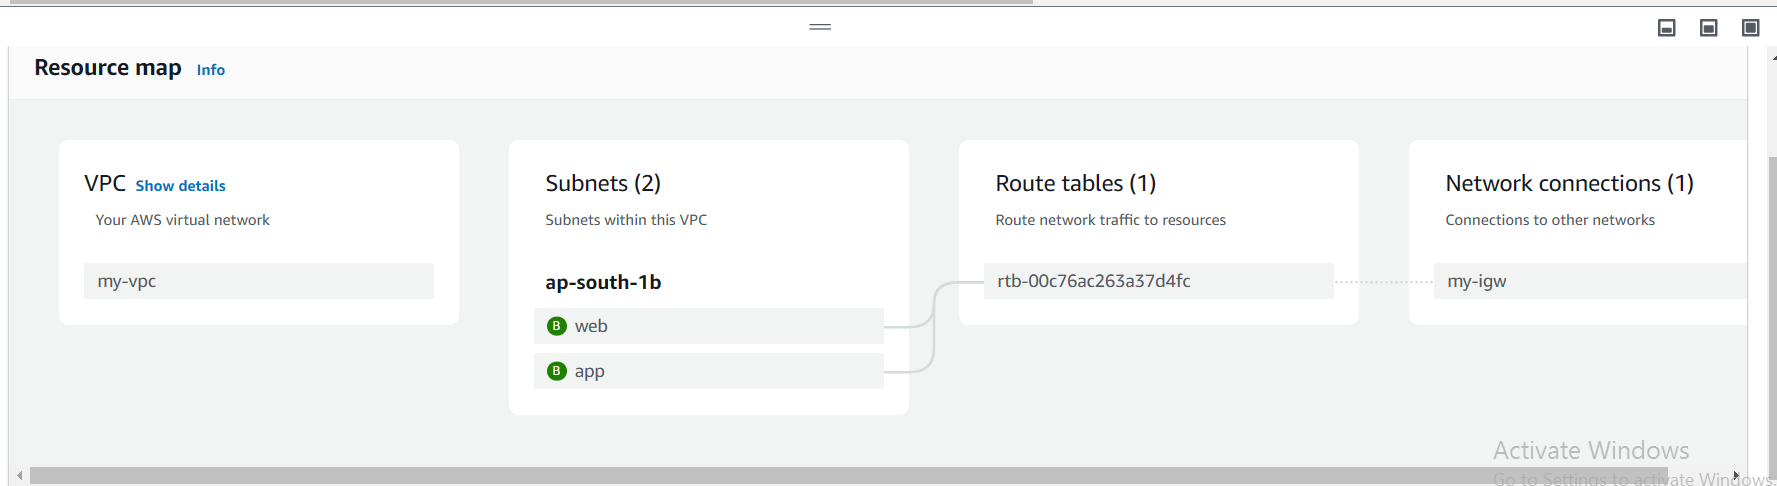 Resource map Info
VPC Show details
Your AWS virtual network
my-vpc
Subnets (2)
Subnets within this VPC
ap-south-1b
B web
B app
Route tables (1)
Route network traffic to resources
rtb-00c76ac263a37d4fc
Network connections (1)
Connections to other networks
my-igw
Activate Windows
Go to Settings to activate Windows.